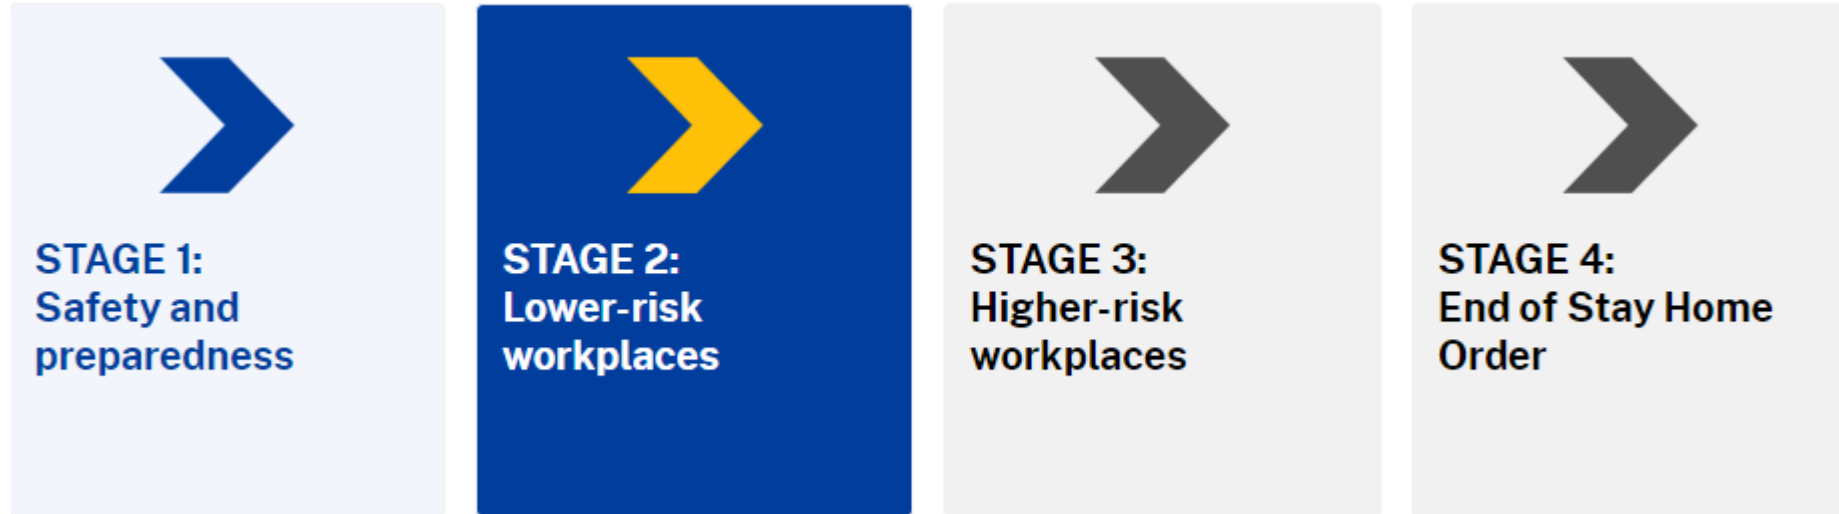 STAGE 1:
Safety and
preparedness
STAGE 2:
Lower-risk
workplaces
STAGE 3:
Higher-risk
workplaces
STAGE 4:
End of Stay Home
Order